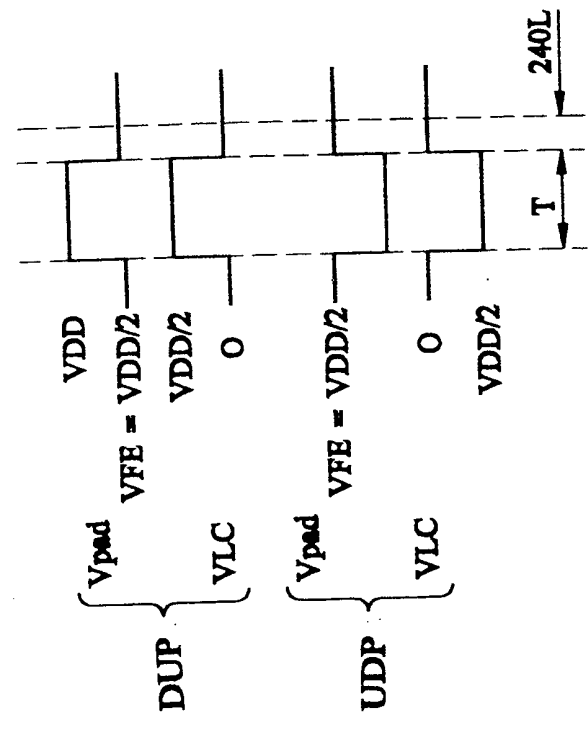 VDD
Vpad
VFE = VDD/2
VDD/2
DUP
VLC
O
Vpad
VFE = VDD/2
UDP
VLC
O
VDD/2
T
240L